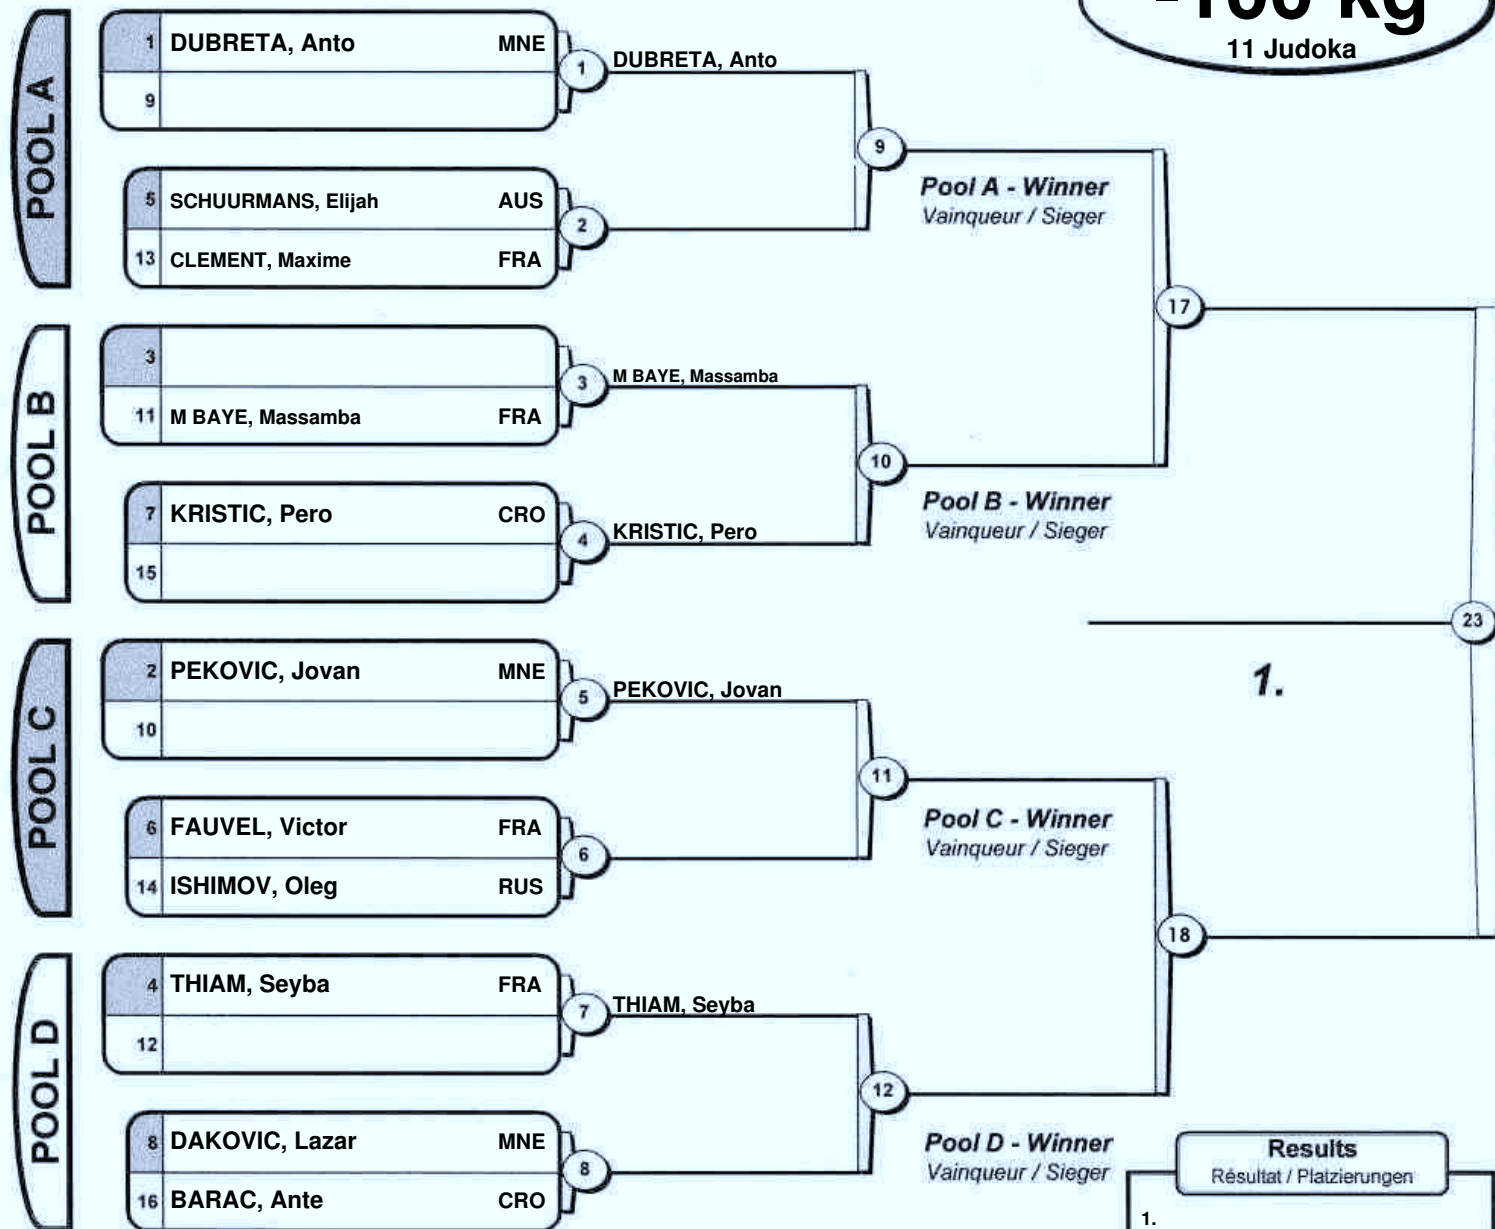 -100 kg
11 Judoka
POOL A
1 DUBRETA, Anto MNE
9
1 DUBRETA, Anto
5 SCHUURMANS, Elijah AUS
13 CLEMENT, Maxime FRA
2
9
Pool A - Winner
Vainqueur / Sieger
POOL B
3
11 M BAYE, Massamba FRA
3 M BAYE, Massamba
7 KRISTIC, Pero CRO
15
4 KRISTIC, Pero
10
Pool B - Winner
Vainqueur / Sieger
17
23
1.
POOL C
2 PEKOVIC, Jovan MNE
10
5 PEKOVIC, Jovan
6 FAUVEL, Victor FRA
14 ISHIMOV, Oleg RUS
6
11
Pool C - Winner
Vainqueur / Sieger
18
POOL D
4 THIAM, Seyba FRA
12
7 THIAM, Seyba
8 DAKOVIC, Lazar MNE
16 BARAC, Ante CRO
8
12
Pool D - Winner
Vainqueur / Sieger
Results
Résultat / Platzierungen
1.